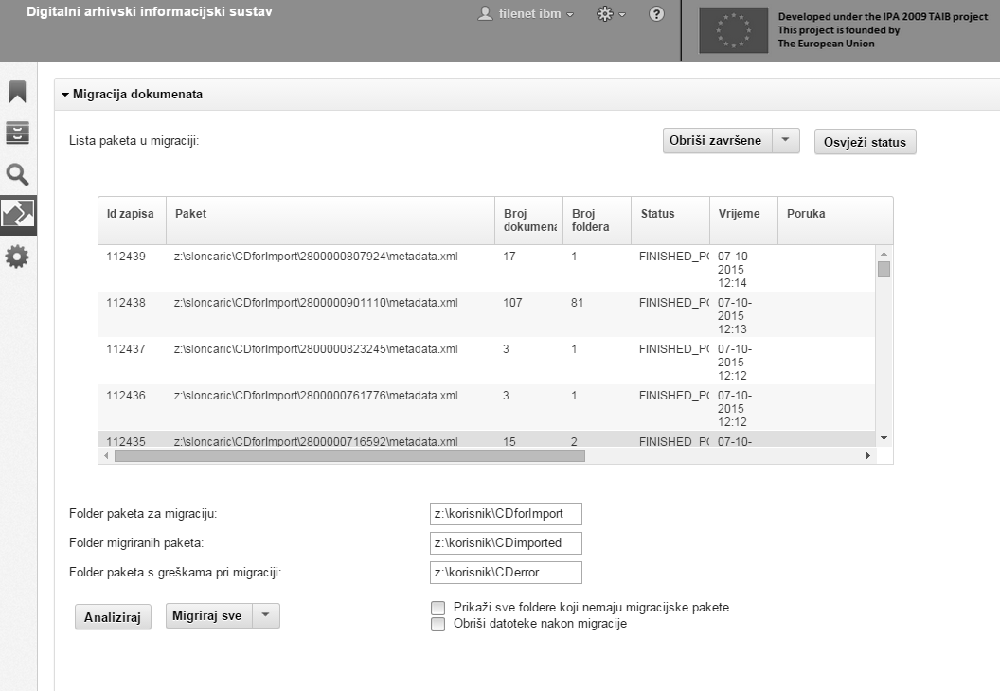 Digitalni arhivski informacijski sustav
filenet ibm
?
Developed under the IPA 2009 TAIB project
This project is founded by
The European Union
Migracija dokumenata
Lista paketa u migraciji:
Obriši završene
Osvježi status
Id zapisa Paket Broj dokumena Broj foldera Status Vrijeme Poruka
112439 z:\sloncaric\CDforImport\2800000807924\metadata.xml 17 1 FINISHED_PO 07-10-
2015
12:14
112438 z:\sloncaric\CDforImport\2800000901110\metadata.xml 107 81 FINISHED_PO 07-10-
2015
12:13
112437 z:\sloncaric\CDforImport\2800000823245\metadata.xml 3 1 FINISHED_PO 07-10-
2015
12:12
112436 z:\sloncaric\CDforImport\2800000761776\metadata.xml 3 1 FINISHED_PO 07-10-
2015
12:12
112435 z:\sloncaric\CDforImport\2800000716592\metadata.xml 15 2 FINISHED_PO 07-10-
Folder paketa za migraciju: z:\korisnik\CDforImport
Folder migriranih paketa: z:\korisnik\CDimported
Folder paketa s greškama pri migraciji: z:\korisnik\CDerror
Analiziraj
Migriraj sve
Prikaži sve foldere koji nemaju migracijske pakete
Obriši datoteke nakon migracije